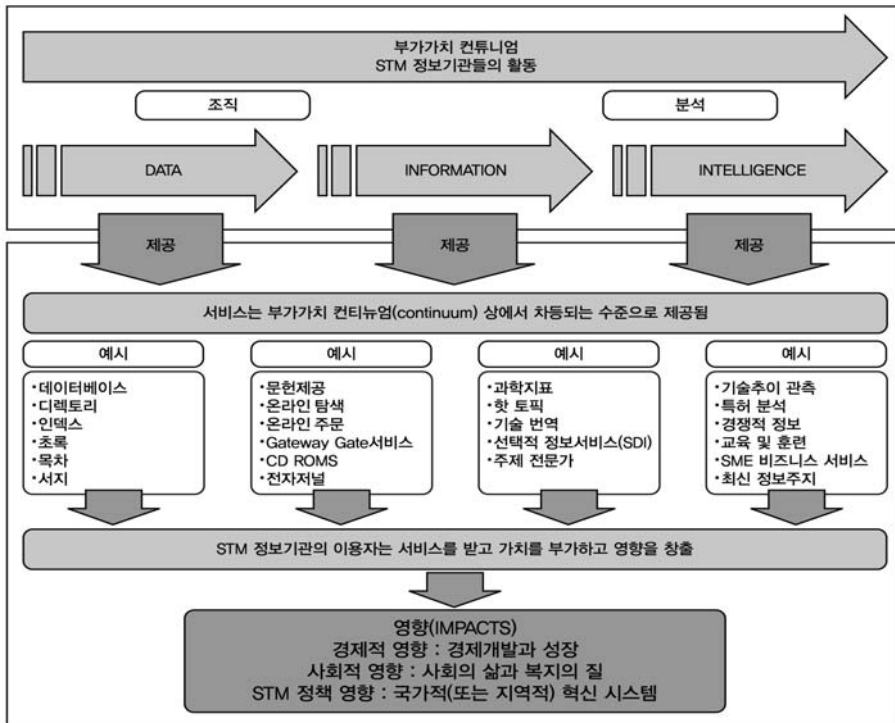 부가가치 컨튜니엄
STM 정보기관들의 활동
조직
분석
DATA
INFORMATION
INTELLIGENCE
제공
제공
제공
서비스는 부가가치 컨티뉴엄(continuum) 상에서 차등되는 수준으로 제공됨
예시
・데이터베이스
・디렉토리
・인덱스
・초록
・목차
・서지
예시
・문헌제공
・온라인 탐색
・온라인 주문
・Gateway Gate서비스
・CD ROMS
・전자저널
예시
・과학지표
・핫 토픽
・기술 번역
・선택적 정보서비스(SDI)
・주제 전문가
예시
・기술추이 관측
・특허 분석
・경쟁적 정보
・교육 및 훈련
・SME 비즈니스 서비스
・최신 정보주지
STM 정보기관의 이용자는 서비스를 받고 가치를 부가하고 영향을 창출
영향(IMPACTS)
경제적 영향 : 경제개발과 성장
사회적 영향 : 사회의 삶과 복지의 질
STM 정책 영향 : 국가적(또는 지역적) 혁신 시스템